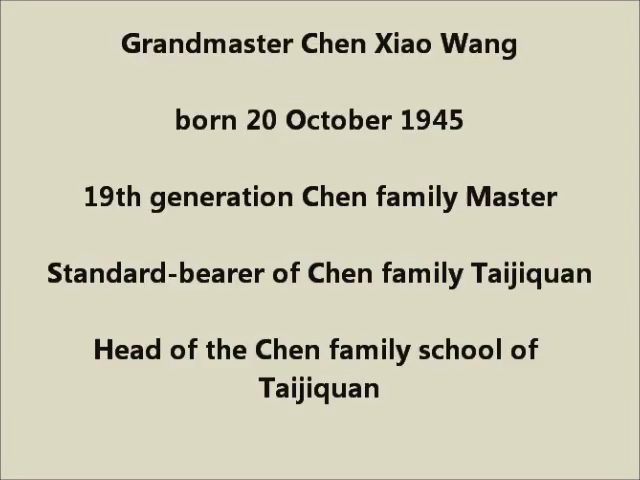 Grandmaster Chen Xiao Wang
born 20 October 1945
19th generation Chen family Master
Standard-bearer of Chen family Taijiquan
Head of the Chen family school of
Taijiquan